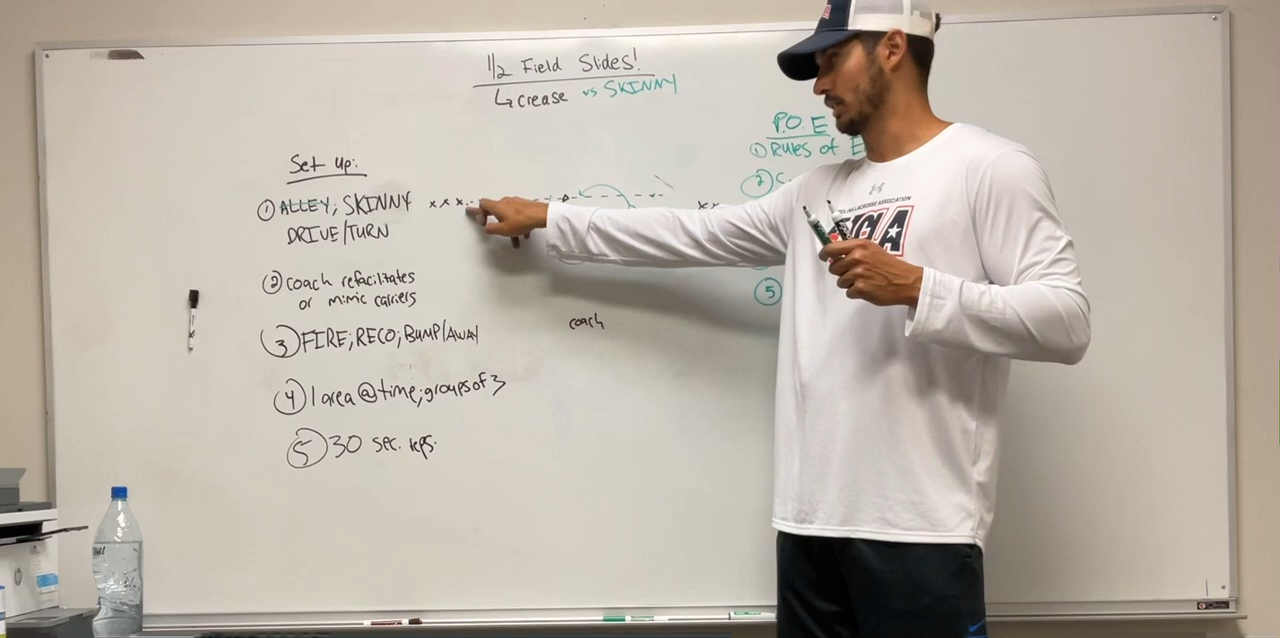 1/2 Field Slides!
↳ crease vs SKINNY
P.O.E
① Rules of E
Set up:
① ALLEY; SKINNY
DRIVE/TURN
x x x
② coach refacilitates
or mimic carriers
③ FIRE; RECO; BUMP/AWAY
coach
④ 1 area @ time; groups of 3
⑤ 30 sec. reps.
②
⑤
LACROSSE ASSOCIATION